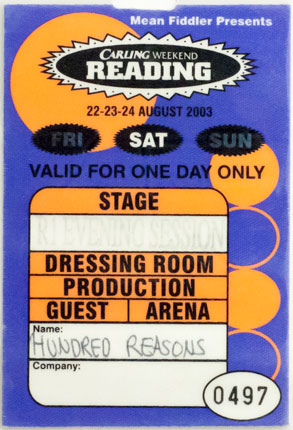 Mean Fiddler Presents
CARLING WEEKEND
READING
22-23-24 AUGUST 2003
FRI SAT SUN
VALID FOR ONE DAY ONLY
STAGE
R1 EVENING SESSION
DRESSING ROOM
PRODUCTION
GUEST ARENA
Name:
HUNDRED REASONS
Company:
0497